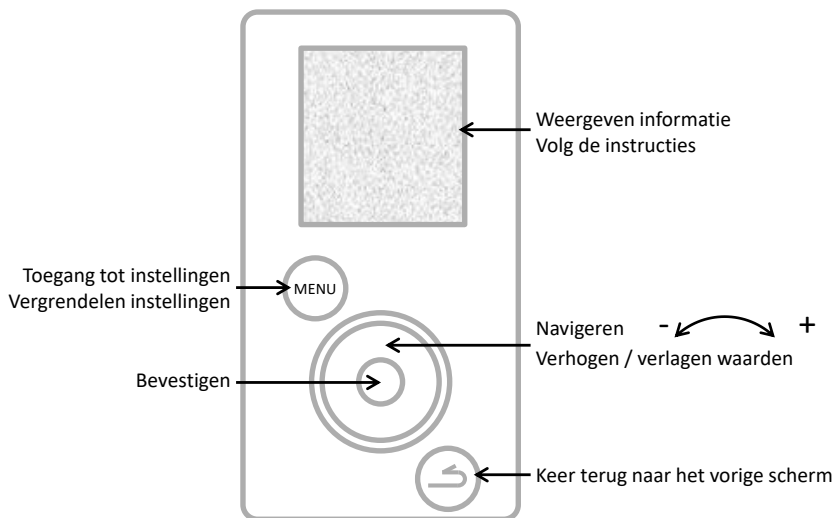 Weergeven informatie
Volg de instructies
Toegang tot instellingen
Vergrendelen instellingen
MENU
Navigeren - +
Verhogen / verlagen waarden
Bevestigen
Keer terug naar het vorige scherm